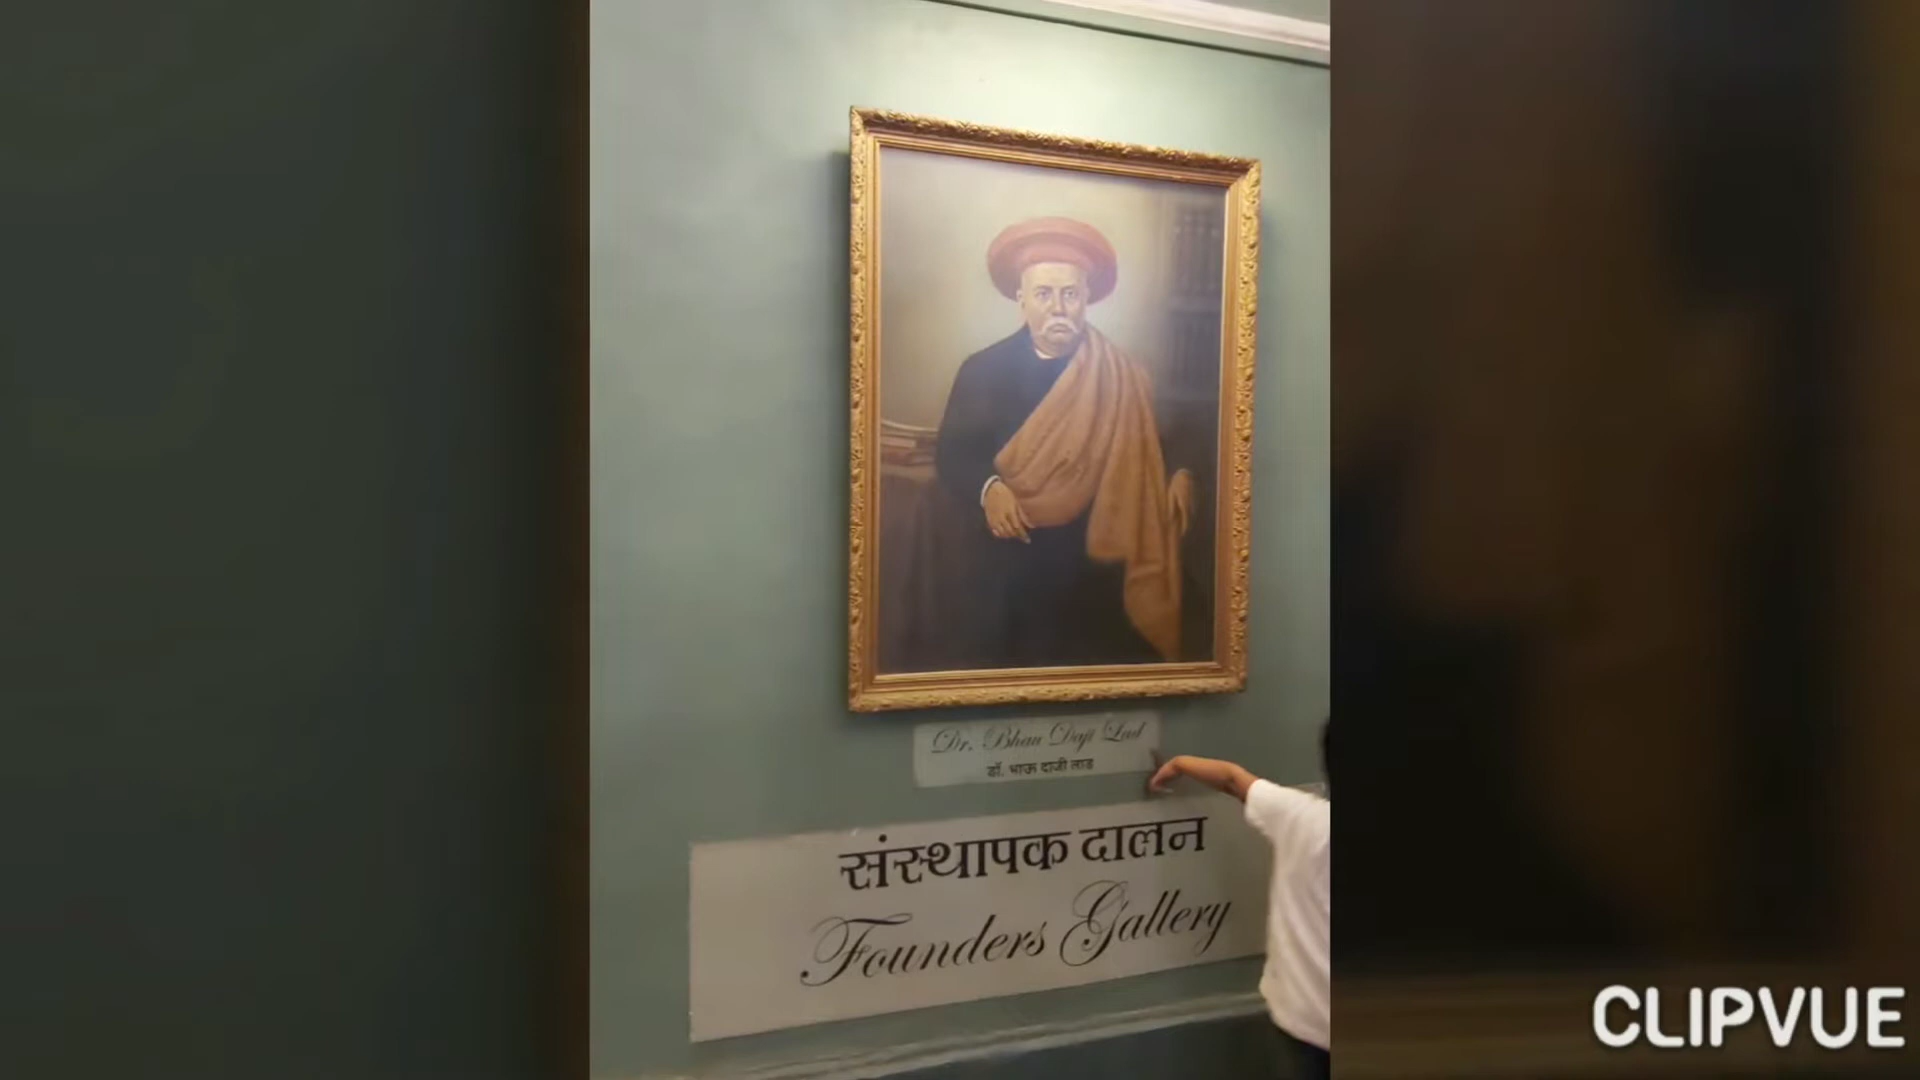 Dr. Bhau Daji Lad
डॉ. भाऊ दाजी लाड
संस्थापक दालन
Founders Gallery
CLIPVUE